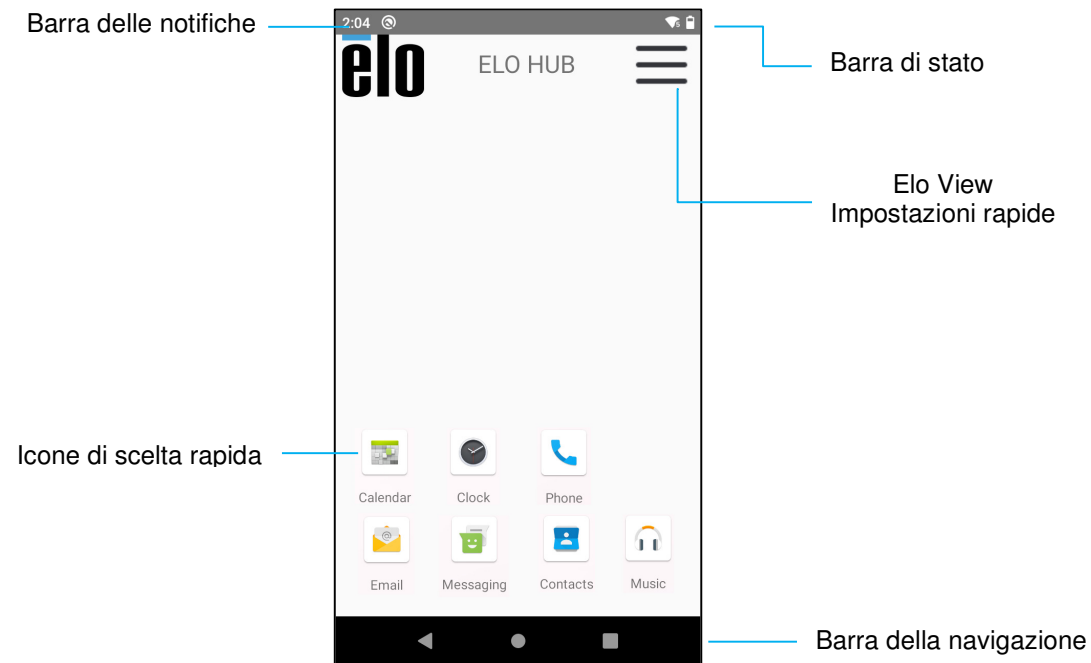 Barra delle notifiche
2:04
elo
ELO HUB
Barra di stato
Elo View
Impostazioni rapide
Icone di scelta rapida
Calendar
Clock
Phone
Email
Messaging
Contacts
Music
Barra della navigazione